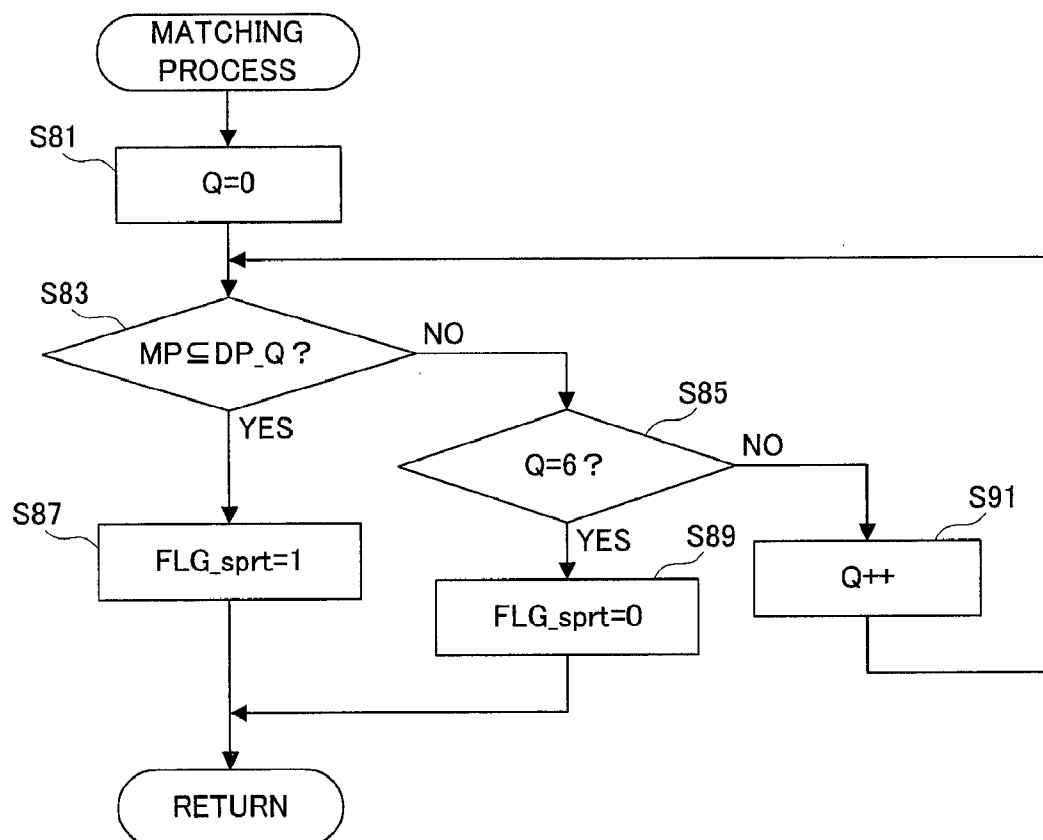 MATCHING
PROCESS
S81
Q=0
S83
MP⊆DP_Q?
NO
YES
S85
Q=6?
NO
YES
S87
FLG_sprt=1
S89
FLG_sprt=0
S91
Q++
RETURN